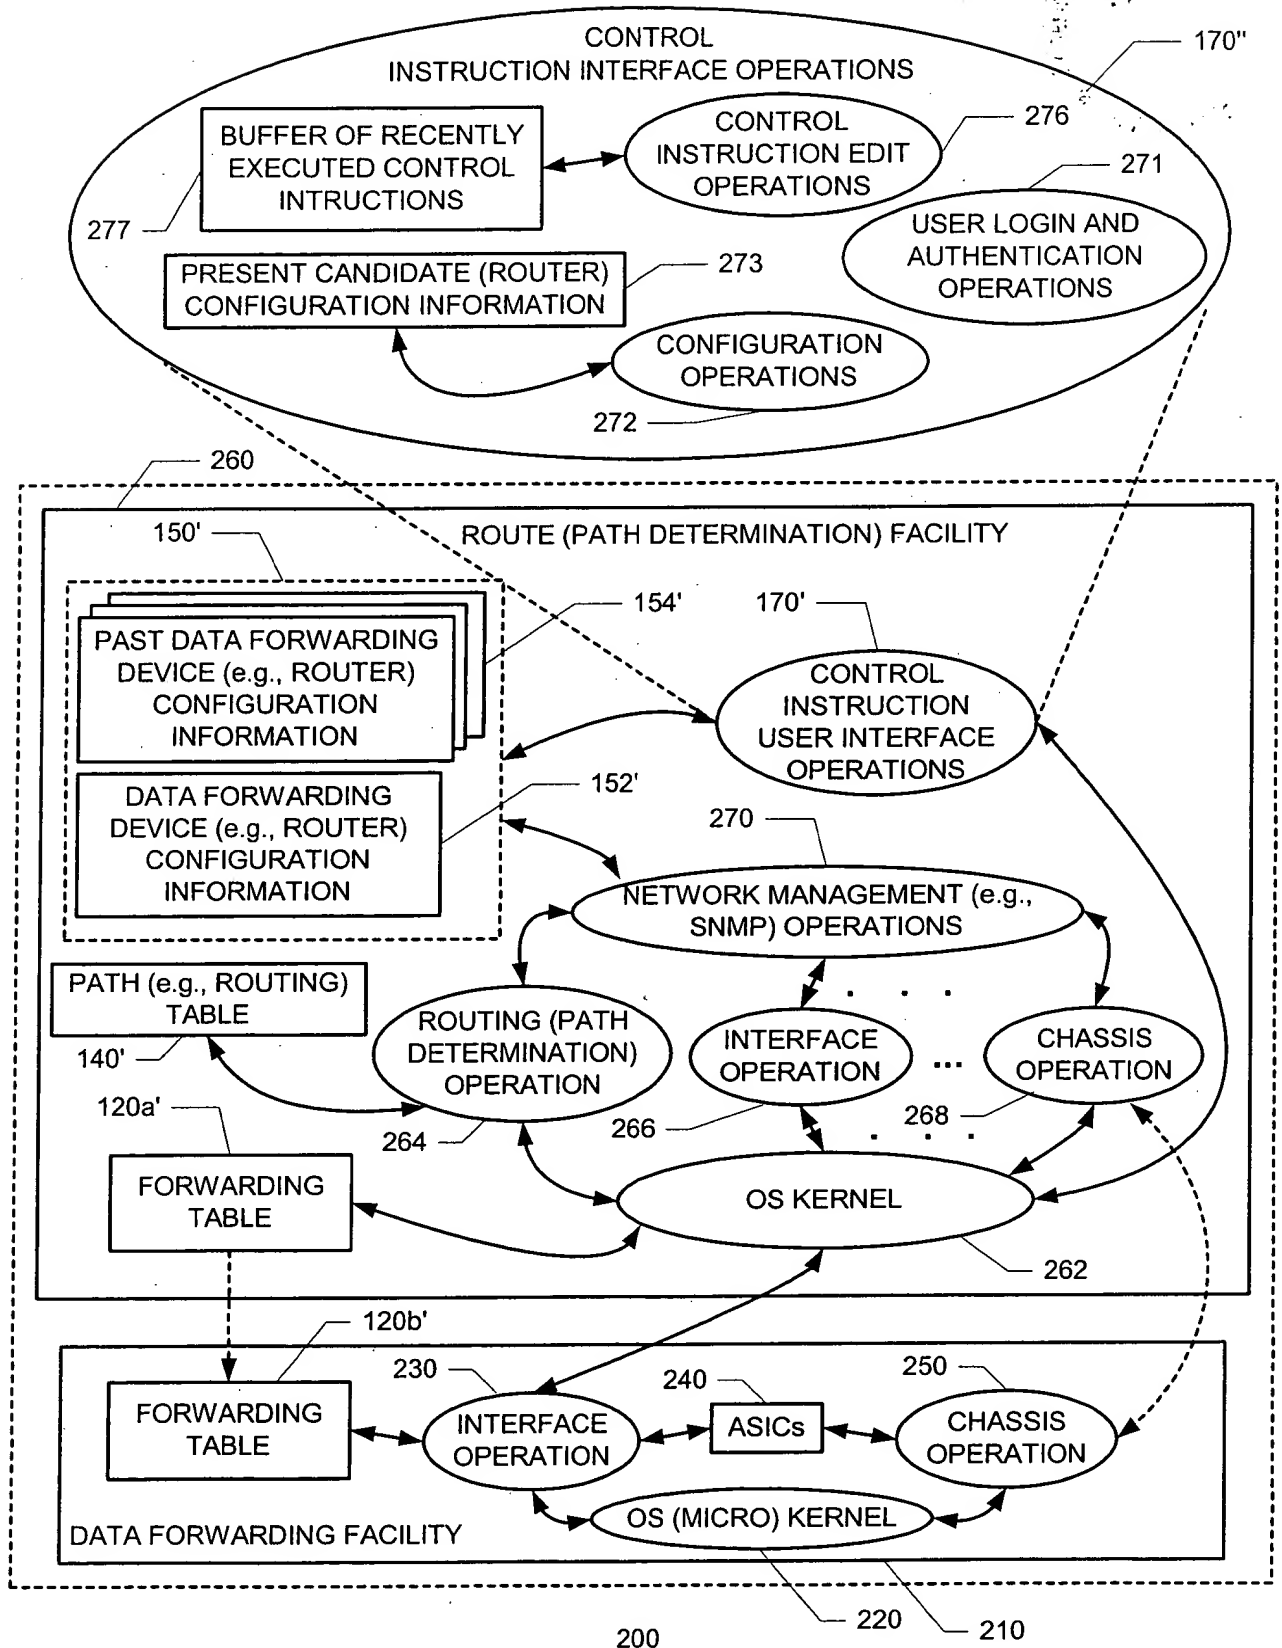 CONTROL
INSTRUCTION INTERFACE OPERATIONS
170"
BUFFER OF RECENTLY
EXECUTED CONTROL
INTRUCTIONS
277
CONTROL
INSTRUCTION EDIT
OPERATIONS
276
271
USER LOGIN AND
AUTHENTICATION
OPERATIONS
PRESENT CANDIDATE (ROUTER)
CONFIGURATION INFORMATION
273
CONFIGURATION
OPERATIONS
272
260
ROUTE (PATH DETERMINATION) FACILITY
150'
154'
170'
PAST DATA FORWARDING
DEVICE (e.g., ROUTER)
CONFIGURATION
INFORMATION
CONTROL
INSTRUCTION
USER INTERFACE
OPERATIONS
DATA FORWARDING
DEVICE (e.g., ROUTER)
CONFIGURATION
INFORMATION
152'
270
NETWORK MANAGEMENT (e.g.,
SNMP) OPERATIONS
. . .
PATH (e.g., ROUTING)
TABLE
140'
ROUTING (PATH
DETERMINATION)
OPERATION
264
INTERFACE
OPERATION
266
...
CHASSIS
OPERATION
268
. . .
120a'
FORWARDING
TABLE
OS KERNEL
262
120b'
FORWARDING
TABLE
230
INTERFACE
OPERATION
240
ASICs
250
CHASSIS
OPERATION
OS (MICRO) KERNEL
DATA FORWARDING FACILITY
220
210
200